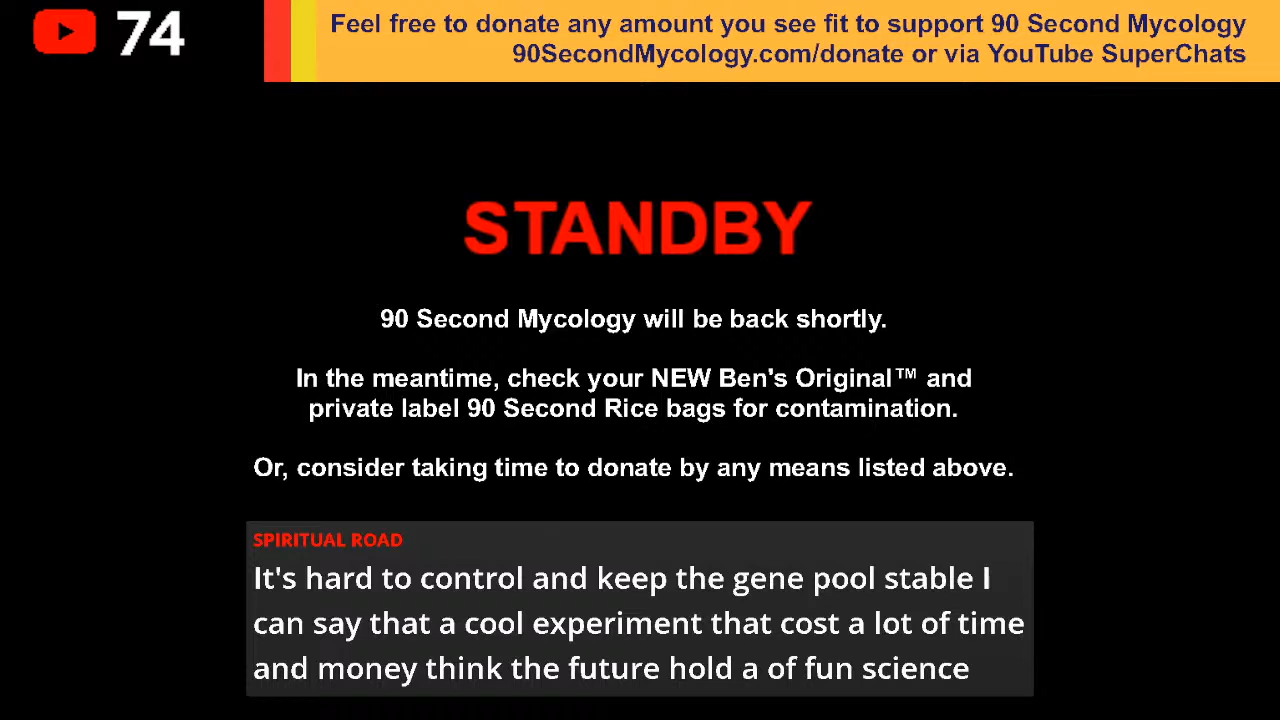 74
Feel free to donate any amount you see fit to support 90 Second Mycology
90SecondMycology.com/donate or via YouTube SuperChats
STANDBY
90 Second Mycology will be back shortly.
In the meantime, check your NEW Ben's Original™ and
private label 90 Second Rice bags for contamination.
Or, consider taking time to donate by any means listed above.
SPIRITUAL ROAD
It's hard to control and keep the gene pool stable I
can say that a cool experiment that cost a lot of time
and money think the future hold a of fun science